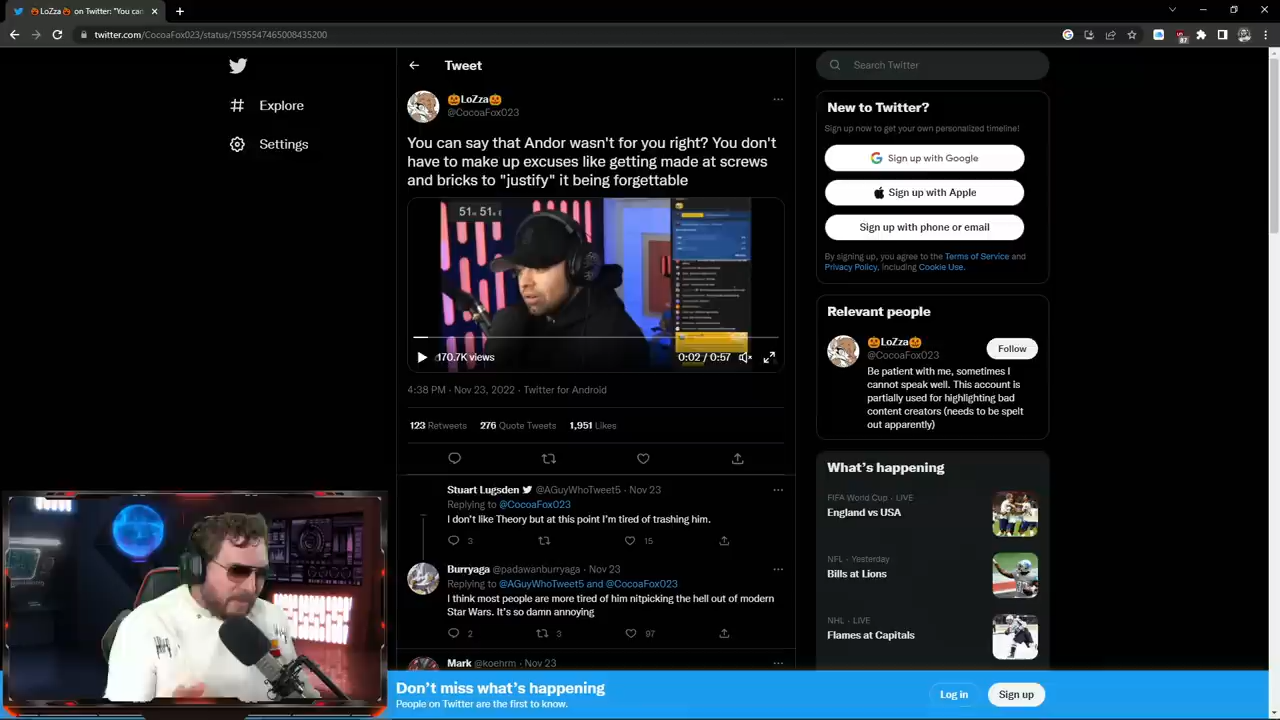 🎃LoZza🎃 on Twitter: "You can
twitter.com/CocoaFox023/status/1595547465008435200
87
Explore
Settings
Tweet
🎃LoZza🎃
@CocoaFox023
You can say that Andor wasn't for you right? You don't
have to make up excuses like getting made at screws
and bricks to "justify" it being forgettable
51 51
170.7K views
0:02 / 0:57
4:38 PM · Nov 23, 2022 · Twitter for Android
123 Retweets 276 Quote Tweets 1,951 Likes
Stuart Lugsden @AGuyWhoTweet5 · Nov 23
Replying to @CocoaFox023
I don't like Theory but at this point I'm tired of trashing him.
3 15
Burryaga @padawanburryaga · Nov 23
Replying to @AGuyWhoTweet5 and @CocoaFox023
I think most people are more tired of him nitpicking the hell out of modern
Star Wars. It's so damn annoying
2 3 97
Mark @koehrm · Nov 23
Search Twitter
New to Twitter?
Sign up now to get your own personalized timeline!
Sign up with Google
Sign up with Apple
Sign up with phone or email
By signing up, you agree to the Terms of Service and
Privacy Policy, including Cookie Use.
Relevant people
🎃LoZza🎃
@CocoaFox023
Follow
Be patient with me, sometimes I
cannot speak well. This account is
partially used for highlighting bad
content creators (needs to be spelt
out apparently)
What's happening
FIFA World Cup · LIVE
England vs USA
NFL · Yesterday
Bills at Lions
NHL · LIVE
Flames at Capitals
Don't miss what's happening
People on Twitter are the first to know.
Log in
Sign up